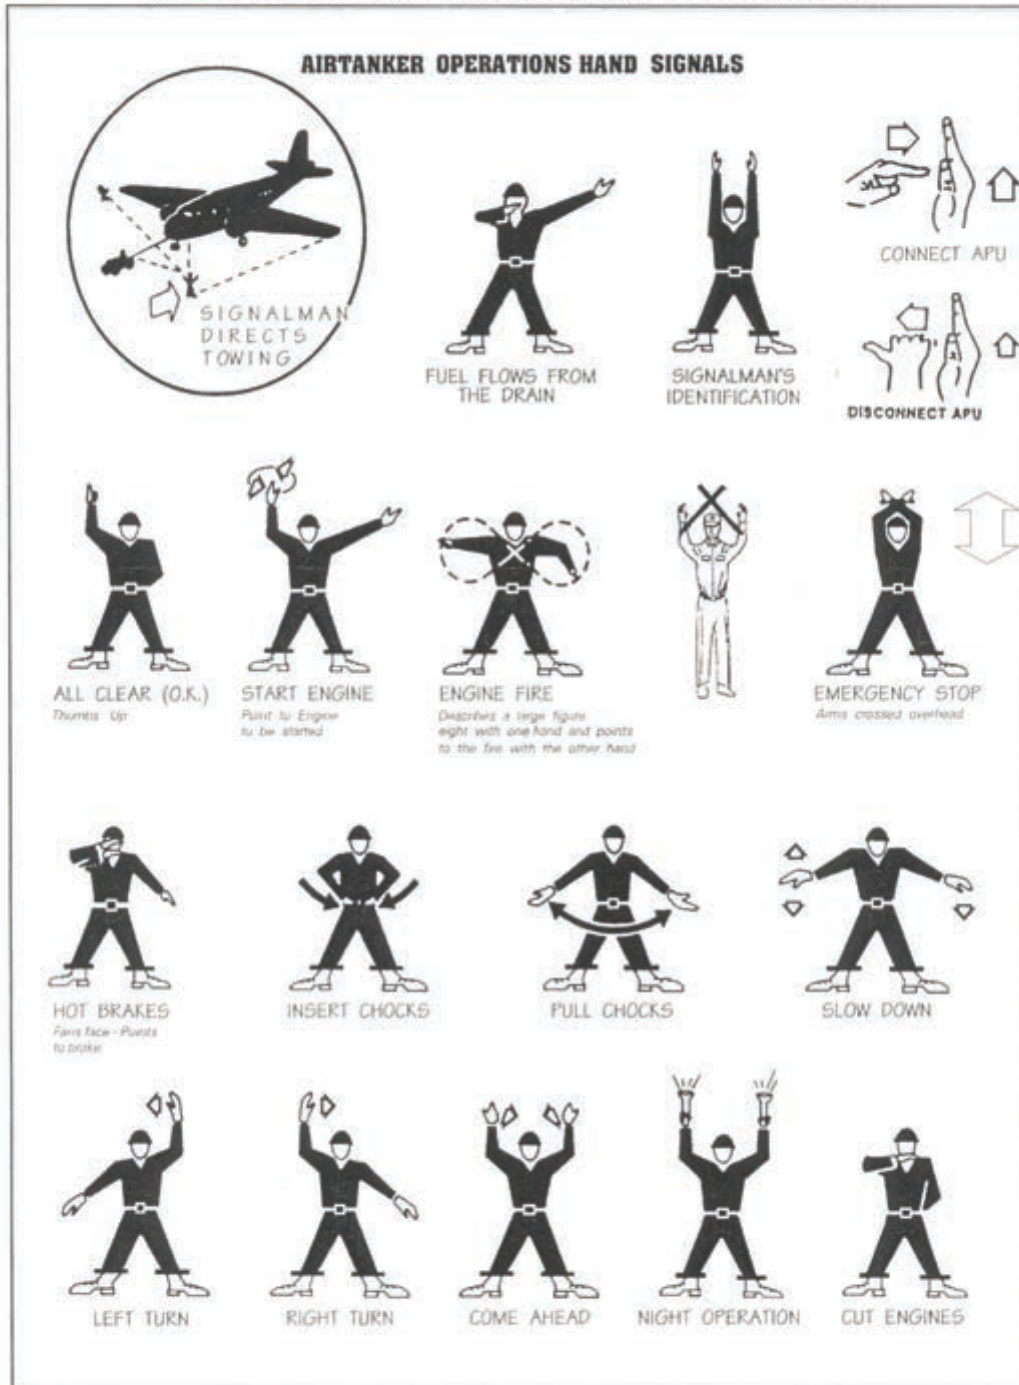 AIRTANKER OPERATIONS HAND SIGNALS
SIGNALMAN
DIRECTS
TOWING
FUEL FLOWS FROM
THE DRAIN
SIGNALMAN'S
IDENTIFICATION
CONNECT APU
DISCONNECT APU
ALL CLEAR (O.K.)
Thumbs Up
START ENGINE
Point to Engine
to be started
ENGINE FIRE
Describes a large figure
eight with one hand and points
to the fire with the other hand
EMERGENCY STOP
Arms crossed overhead
HOT BRAKES
Fans face - Points
to brake
INSERT CHOCKS
PULL CHOCKS
SLOW DOWN
LEFT TURN
RIGHT TURN
COME AHEAD
NIGHT OPERATION
CUT ENGINES